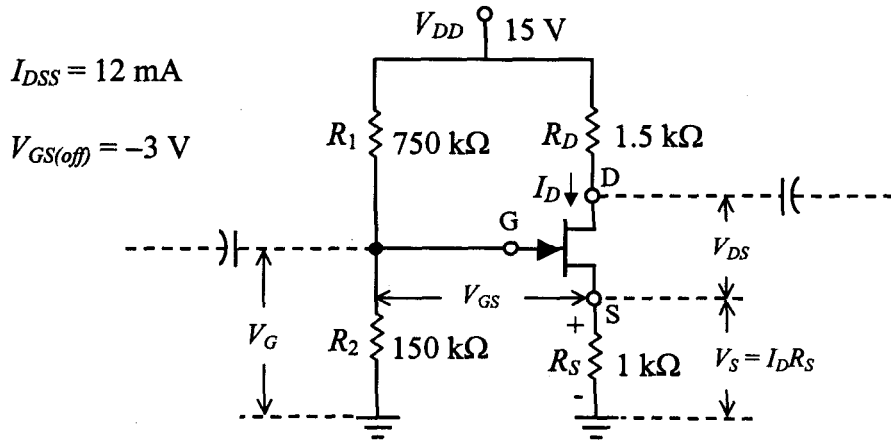 V_DD 15 V
I_DSS = 12 mA
V_GS(off) = –3 V
R_1 750 kΩ
R_D 1.5 kΩ
I_D
D
G
V_DS
V_GS
S
V_G
R_2 150 kΩ
+
R_S 1 kΩ
V_S = I_D R_S
-